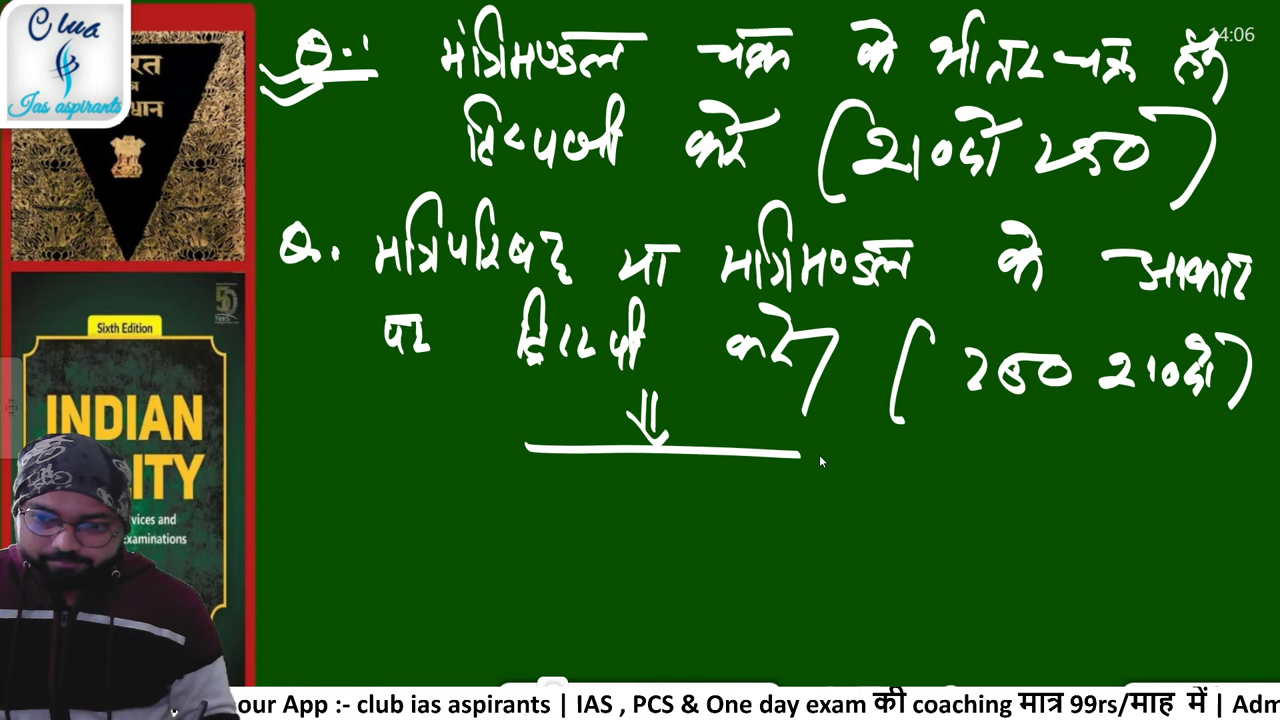 Clua
Ias aspirants
14:06
Q.1 मंत्रिमण्डल चक्र के भीतर चक्र है।
टिप्पणी करे (शब्दों 250)
Q. मंत्रिपरिषद या मंत्रिमण्डल के आकार
पर टिप्पणी करे। (250 शब्दों)
Sixth Edition
INDIAN
ITY
vices and
xaminations
our App :- club ias aspirants | IAS , PCS & One day exam की coaching मात्र 99rs/माह में | Adm